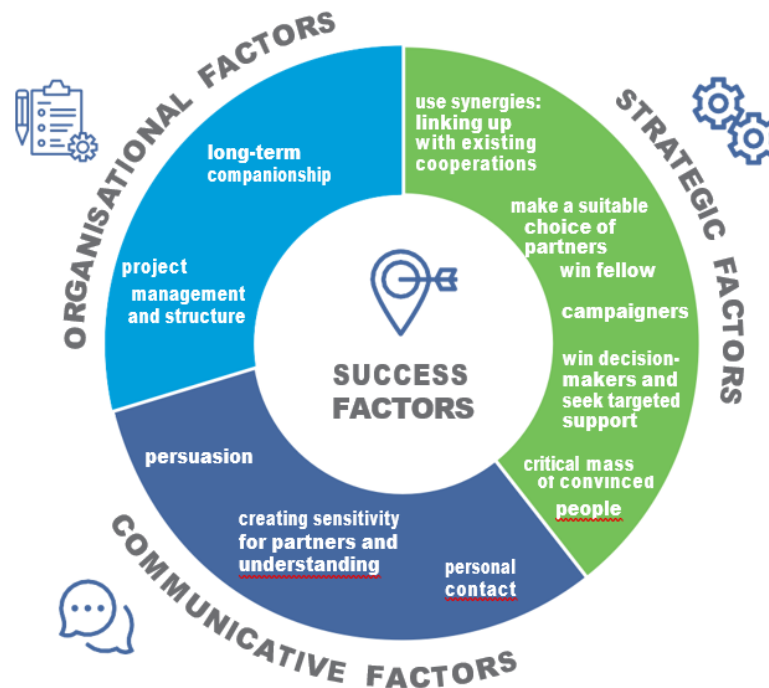 ORGANISATIONAL FACTORS
long-term
companionship
project
management
and structure
STRATEGIC FACTORS
use synergies:
linking up
with existing
cooperations
make a suitable
choice of
partners
win fellow
campaigners
win decision-
makers and
seek targeted
support
critical mass
of convinced
people
SUCCESS
FACTORS
COMMUNICATIVE FACTORS
persuasion
creating sensitivity
for partners and
understanding
personal
contact